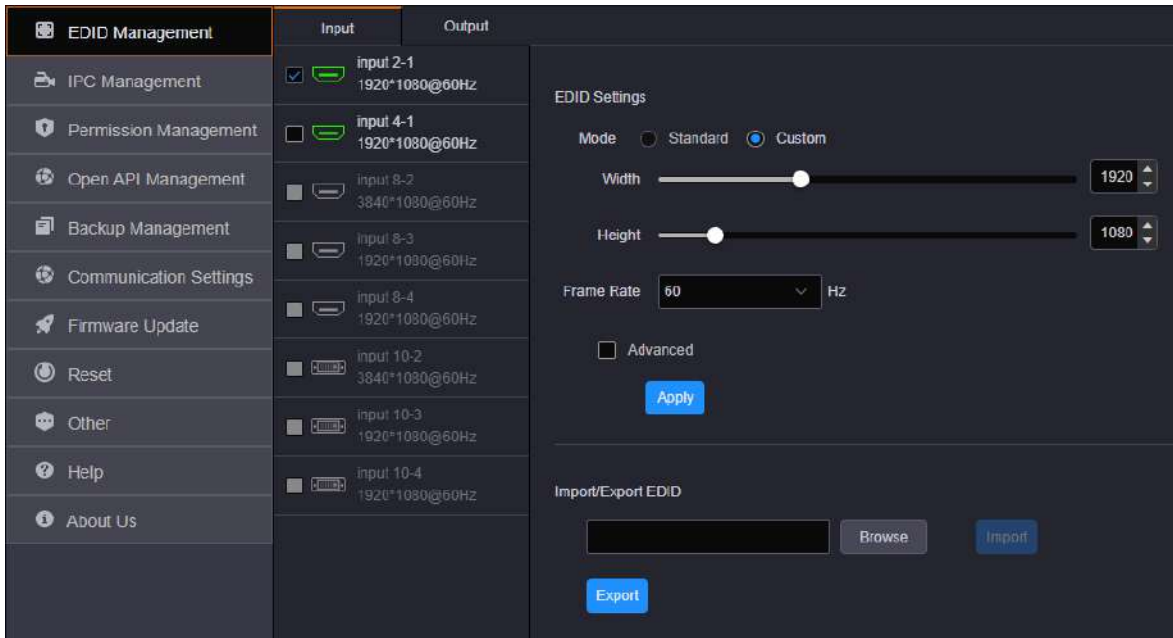 EDID Management
IPC Management
Permission Management
Open API Management
Backup Management
Communication Settings
Firmware Update
Reset
Other
Help
About Us
Input
Output
input 2-1
1920*1080@60Hz
input 4-1
1920*1080@60Hz
input 8-2
3840*1080@60Hz
input 8-3
1920*1080@60Hz
input 8-4
1920*1080@60Hz
input 10-2
3840*1080@60Hz
input 10-3
1920*1080@60Hz
input 10-4
1920*1080@60Hz
EDID Settings
Mode Standard Custom
Width 1920
Height 1080
Frame Rate 60 Hz
Advanced
Apply
Import/Export EDID
Browse Import
Export